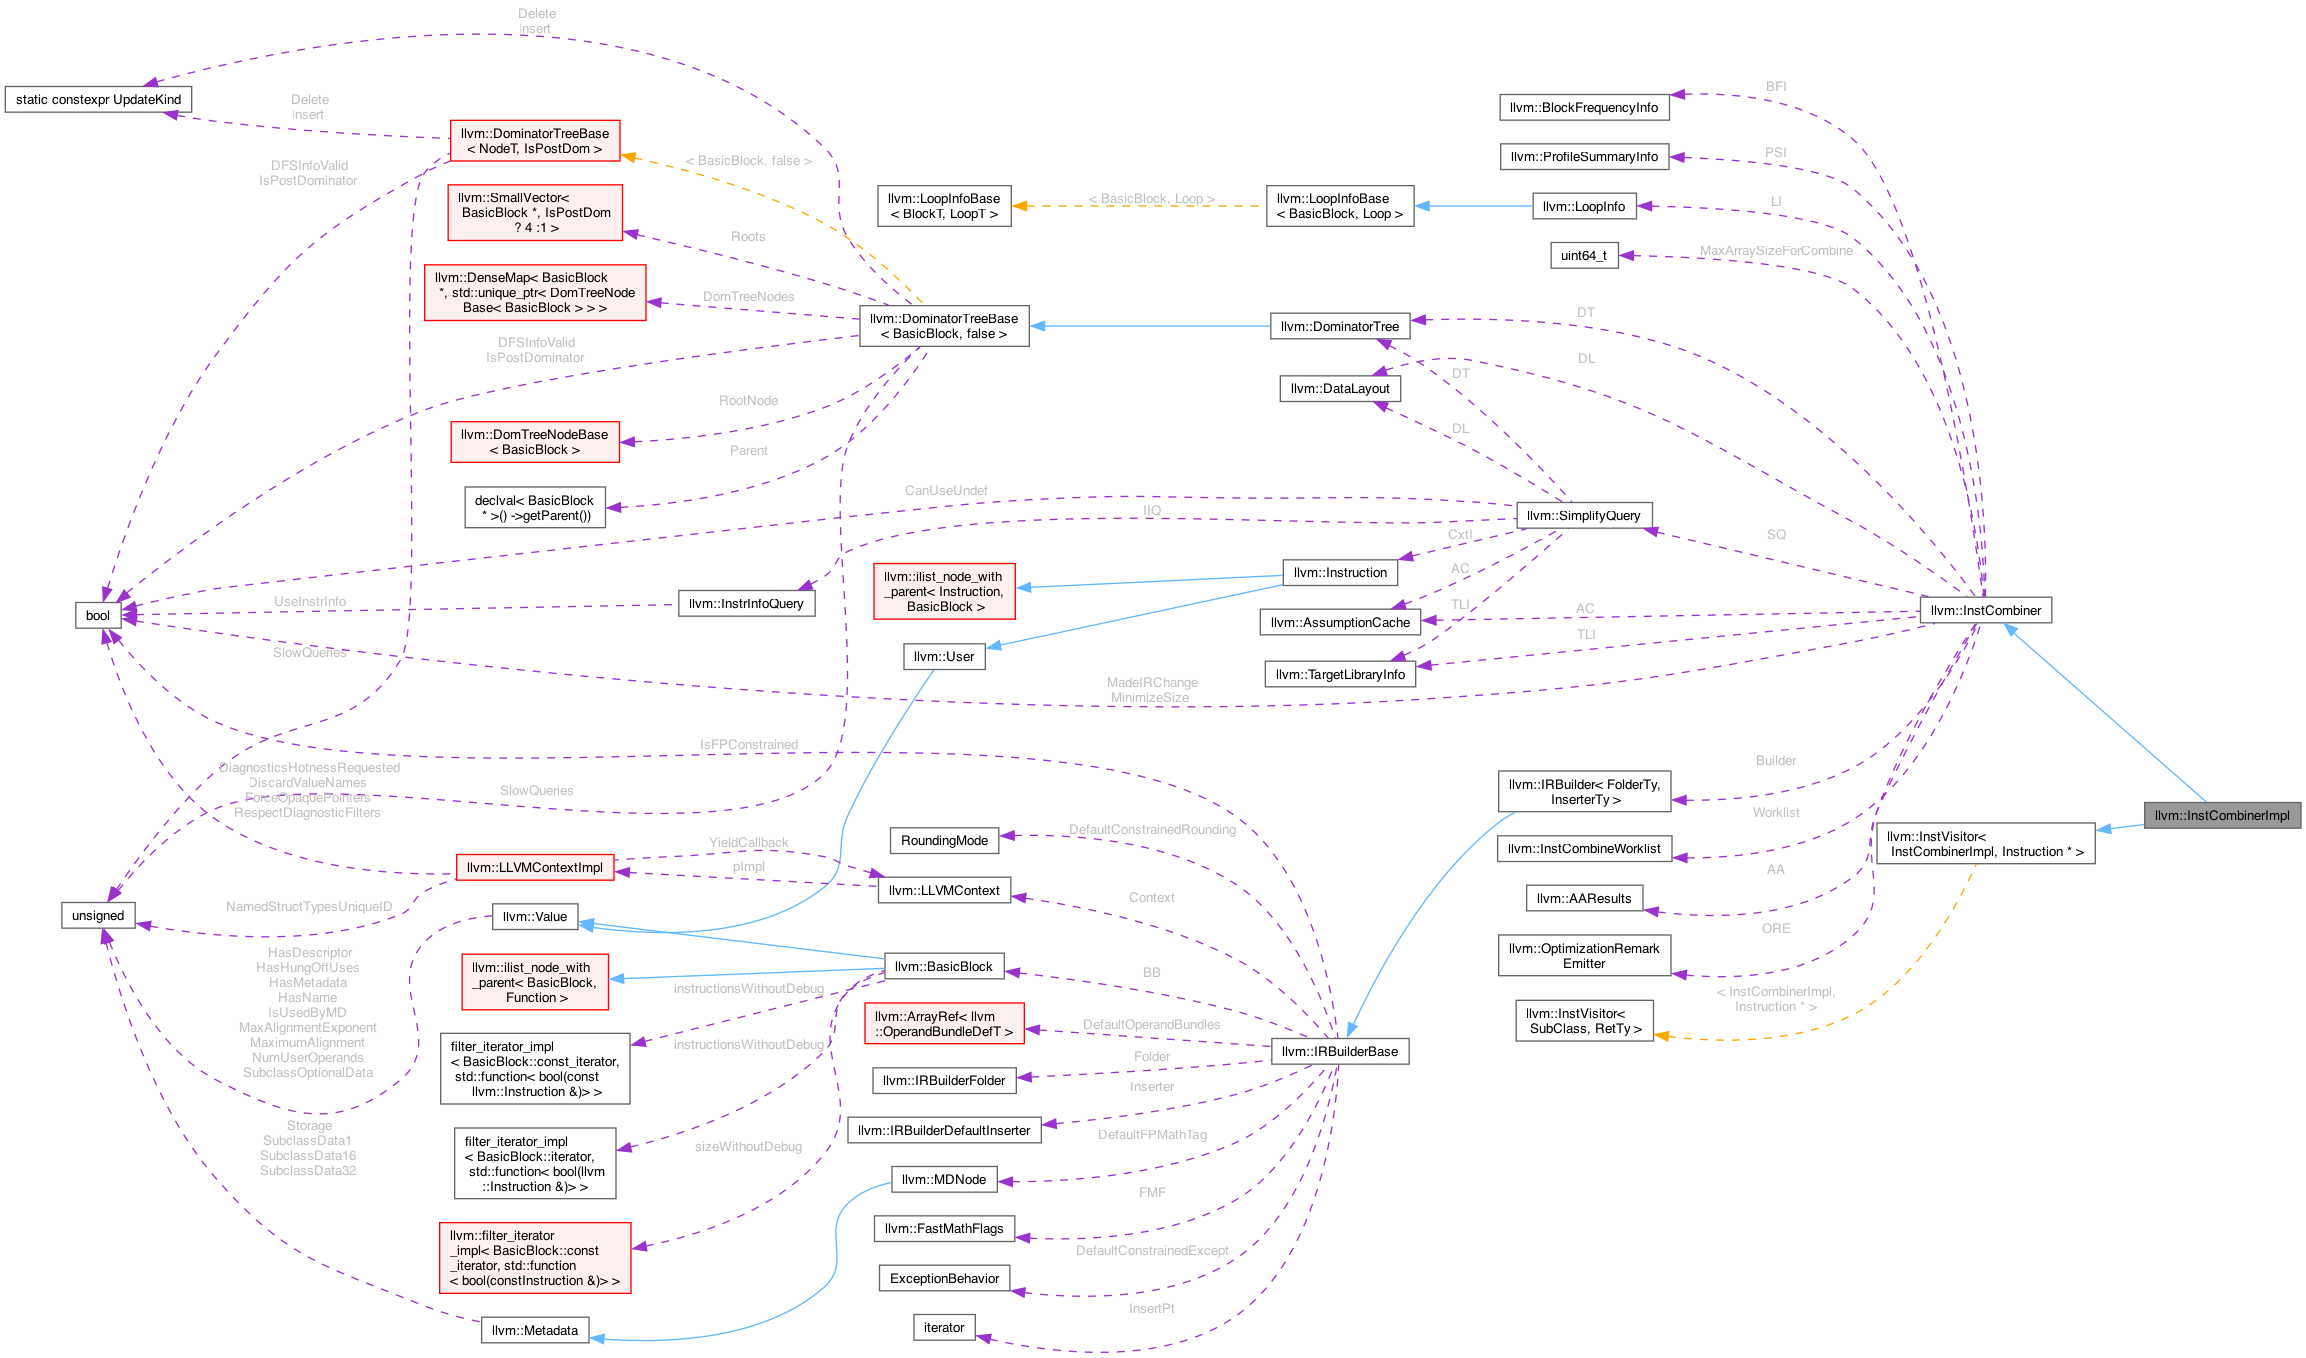 Delete
Insert
static constexpr UpdateKind
Delete
Insert
llvm::DominatorTreeBase
< NodeT, IsPostDom >
DFSInfoValid
IsPostDominator
< BasicBlock, false >
llvm::SmallVector<
BasicBlock *, IsPostDom
? 4 :1 >
Roots
llvm::DenseMap< BasicBlock
*, std::unique_ptr< DomTreeNode
Base< BasicBlock > > >
DomTreeNodes
llvm::DominatorTreeBase
< BasicBlock, false >
DFSInfoValid
IsPostDominator
RootNode
llvm::DomTreeNodeBase
< BasicBlock >
Parent
declval< BasicBlock
* >() ->getParent())
llvm::LoopInfoBase
< BlockT, LoopT >
< BasicBlock, Loop >
llvm::LoopInfoBase
< BasicBlock, Loop >
llvm::LoopInfo
llvm::BlockFrequencyInfo
BFI
llvm::ProfileSummaryInfo
PSI
LI
uint64_t
MaxArraySizeForCombine
llvm::DominatorTree
DT
llvm::DataLayout
DL
DT
DL
CanUseUndef
IIQ
llvm::SimplifyQuery
SQ
CxtI
llvm::Instruction
AC
llvm::AssumptionCache
TLI
llvm::TargetLibraryInfo
AC
TLI
llvm::InstCombiner
llvm::ilist_node_with
_parent< Instruction,
BasicBlock >
llvm::InstrInfoQuery
UseInstrInfo
bool
llvm::User
SlowQueries
MadeIRChange
MinimizeSize
IsFPConstrained
DiagnosticsHotnessRequested
DiscardValueNames
ForceOpaquePointers
RespectDiagnosticFilters
SlowQueries
llvm::LLVMContextImpl
YieldCallback
pImpl
llvm::LLVMContext
RoundingMode
DefaultConstrainedRounding
Context
unsigned
NamedStructTypesUniqueID
llvm::Value
HasDescriptor
HasHungOffUses
HasMetadata
HasName
IsUsedByMD
MaxAlignmentExponent
MaximumAlignment
NumUserOperands
SubclassOptionalData
Storage
SubclassData1
SubclassData16
SubclassData32
llvm::ilist_node_with
_parent< BasicBlock,
Function >
llvm::BasicBlock
BB
instructionsWithoutDebug
filter_iterator_impl
< BasicBlock::const_iterator,
std::function< bool(const
llvm::Instruction &)> >
instructionsWithoutDebug
filter_iterator_impl
< BasicBlock::iterator,
std::function< bool(llvm
::Instruction &)> >
sizeWithoutDebug
llvm::filter_iterator
_impl< BasicBlock::const
_iterator, std::function
< bool(constInstruction &)> >
llvm::Metadata
llvm::ArrayRef< llvm
::OperandBundleDefT >
DefaultOperandBundles
llvm::IRBuilderFolder
Folder
llvm::IRBuilderDefaultInserter
Inserter
llvm::MDNode
DefaultFPMathTag
llvm::FastMathFlags
FMF
ExceptionBehavior
DefaultConstrainedExcept
iterator
InsertPt
llvm::IRBuilderBase
llvm::IRBuilder< FolderTy,
InserterTy >
Builder
llvm::InstCombineWorklist
Worklist
llvm::AAResults
AA
llvm::OptimizationRemark
Emitter
ORE
llvm::InstVisitor<
SubClass, RetTy >
< InstCombinerImpl,
Instruction * >
llvm::InstVisitor<
InstCombinerImpl, Instruction * >
llvm::InstCombinerImpl